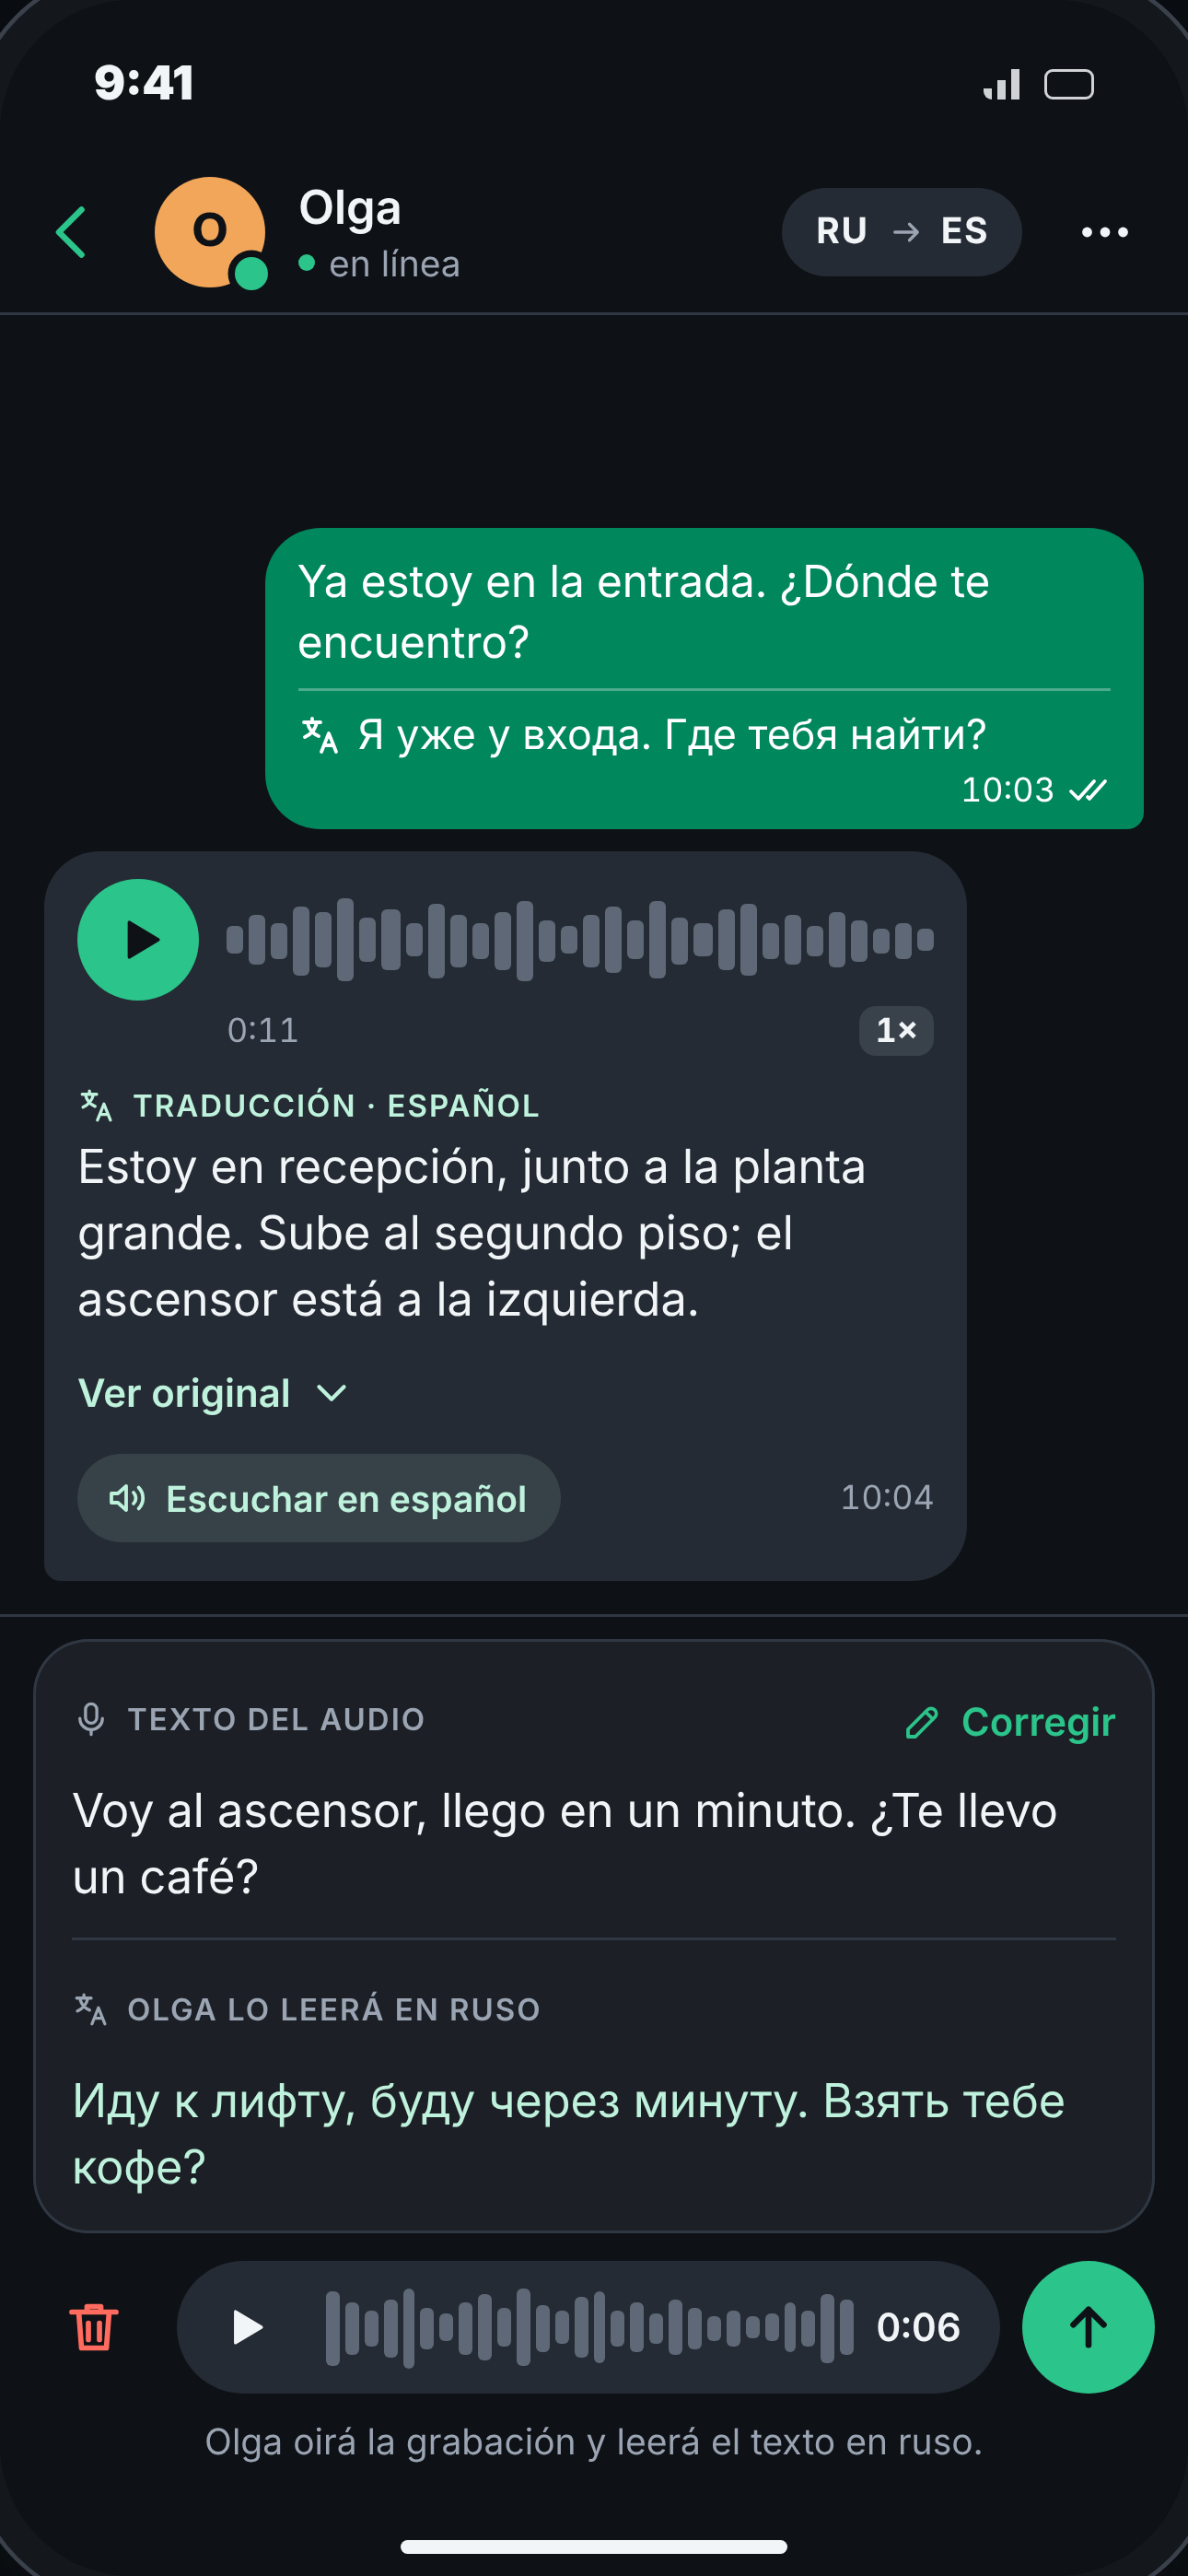 9:41
O
Olga
en línea
RU → ES
Ya estoy en la entrada. ¿Dónde te
encuentro?
Я уже у входа. Где тебя найти?
10:03
0:11
1×
TRADUCCIÓN · ESPAÑOL
Estoy en recepción, junto a la planta
grande. Sube al segundo piso; el
ascensor está a la izquierda.
Ver original
Escuchar en español
10:04
TEXTO DEL AUDIO
Corregir
Voy al ascensor, llego en un minuto. ¿Te llevo
un café?
OLGA LO LEERÁ EN RUSO
Иду к лифту, буду через минуту. Взять тебе
кофе?
0:06
Olga oirá la grabación y leerá el texto en ruso.